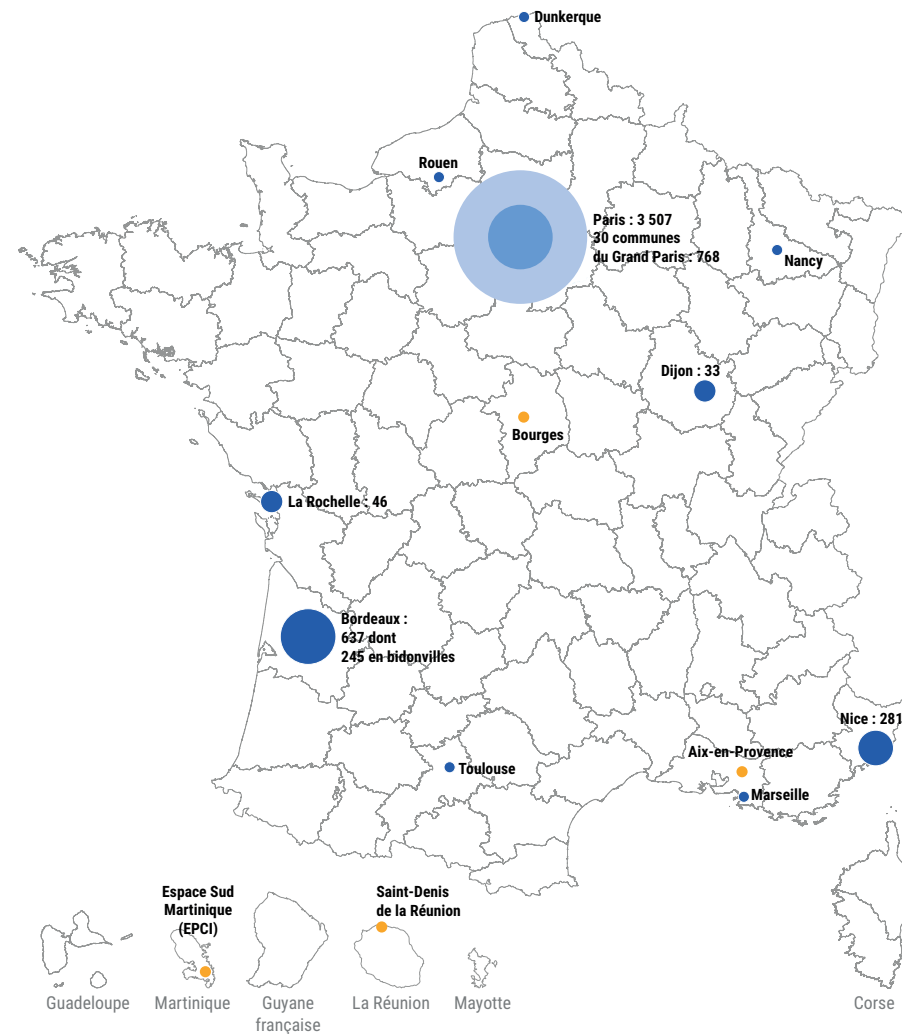 Dunkerque
Rouen
Paris : 3 507
30 communes
du Grand Paris : 768
Nancy
Dijon : 33
Bourges
La Rochelle : 46
Bordeaux :
637 dont
245 en bidonvilles
Nice : 281
Aix-en-Provence
Toulouse
Marseille
Espace Sud
Martinique
(EPCI)
Saint-Denis
de la Réunion
Guadeloupe
Martinique
Guyane
française
La Réunion
Mayotte
Corse